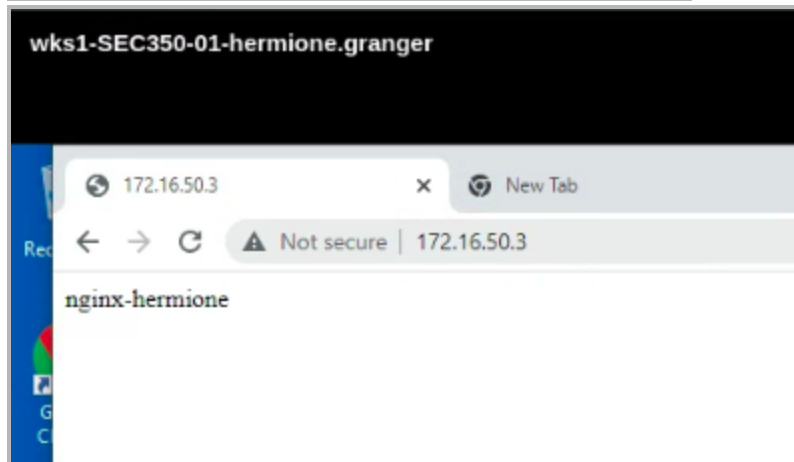 wks1-SEC350-01-hermione.granger
172.16.50.3
New Tab
Not secure | 172.16.50.3
nginx-hermione